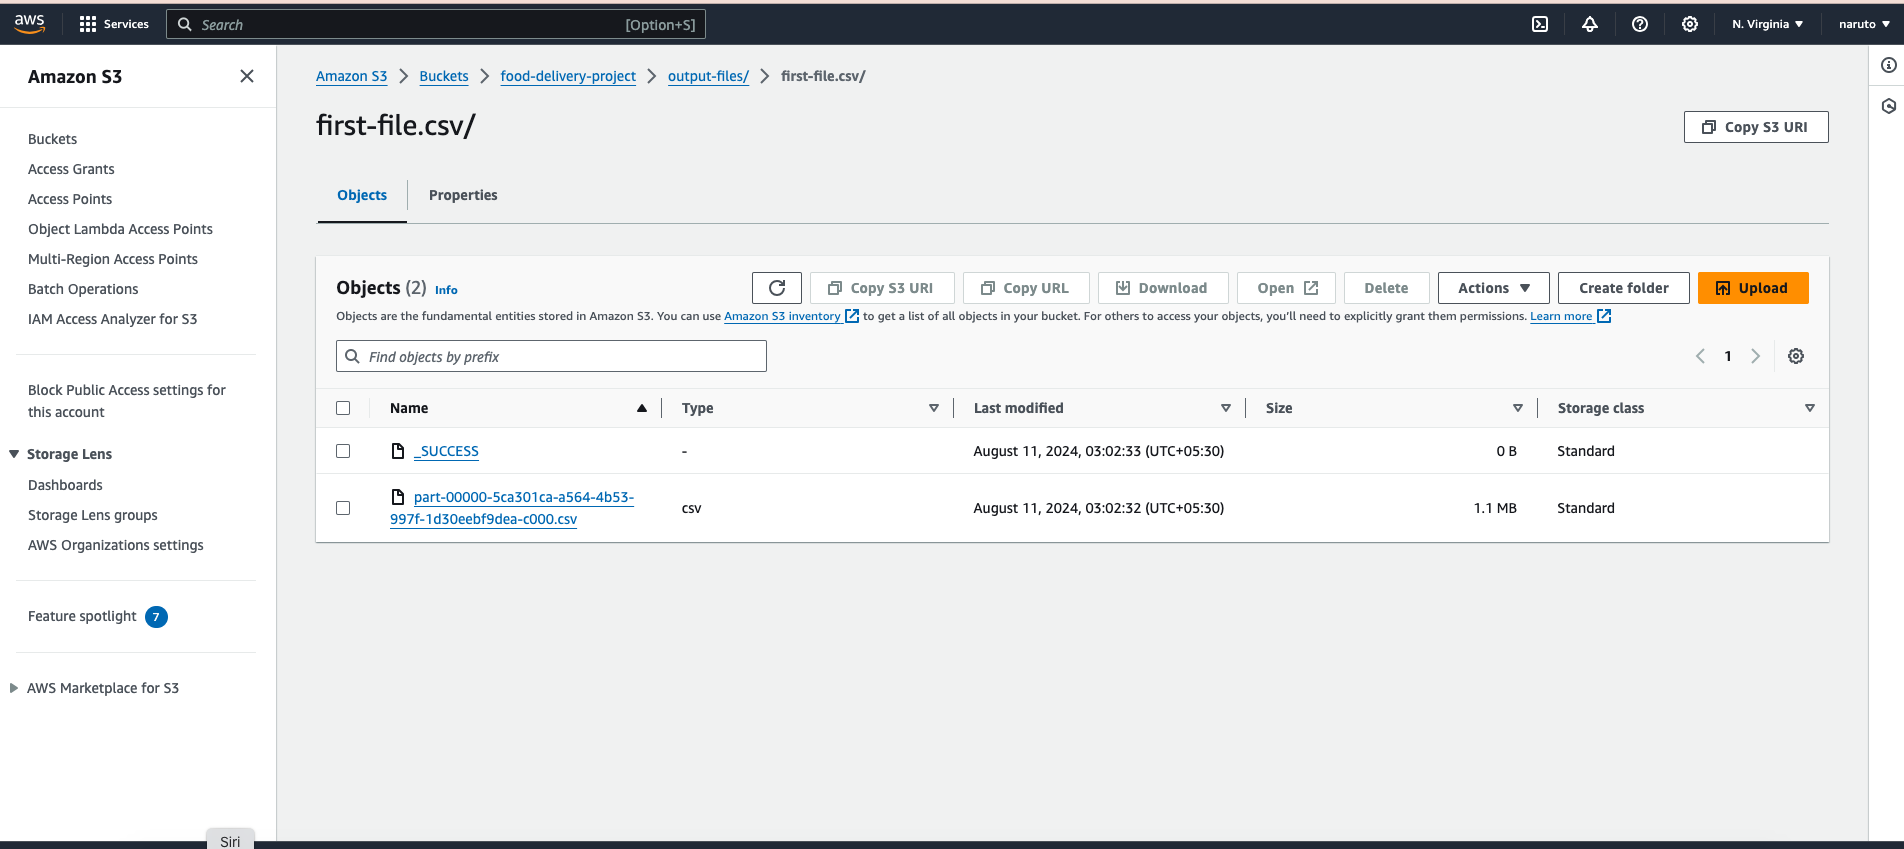 aws Services Search [Option+S] N. Virginia naruto
Amazon S3
Buckets
Access Grants
Access Points
Object Lambda Access Points
Multi-Region Access Points
Batch Operations
IAM Access Analyzer for S3
Block Public Access settings for
this account
Storage Lens
Dashboards
Storage Lens groups
AWS Organizations settings
Feature spotlight 7
AWS Marketplace for S3
Amazon S3 Buckets food-delivery-project output-files/ first-file.csv/
first-file.csv/
Copy S3 URI
Objects Properties
Objects (2) Info
Copy S3 URI Copy URL Download Open Delete Actions Create folder Upload
Objects are the fundamental entities stored in Amazon S3. You can use Amazon S3 inventory to get a list of all objects in your bucket. For others to access your objects, you'll need to explicitly grant them permissions. Learn more
Find objects by prefix
1
Name Type Last modified Size Storage class
_SUCCESS - August 11, 2024, 03:02:33 (UTC+05:30) 0 B Standard
part-00000-5ca301ca-a564-4b53-
997f-1d30eebf9dea-c000.csv
csv August 11, 2024, 03:02:32 (UTC+05:30) 1.1 MB Standard
Siri